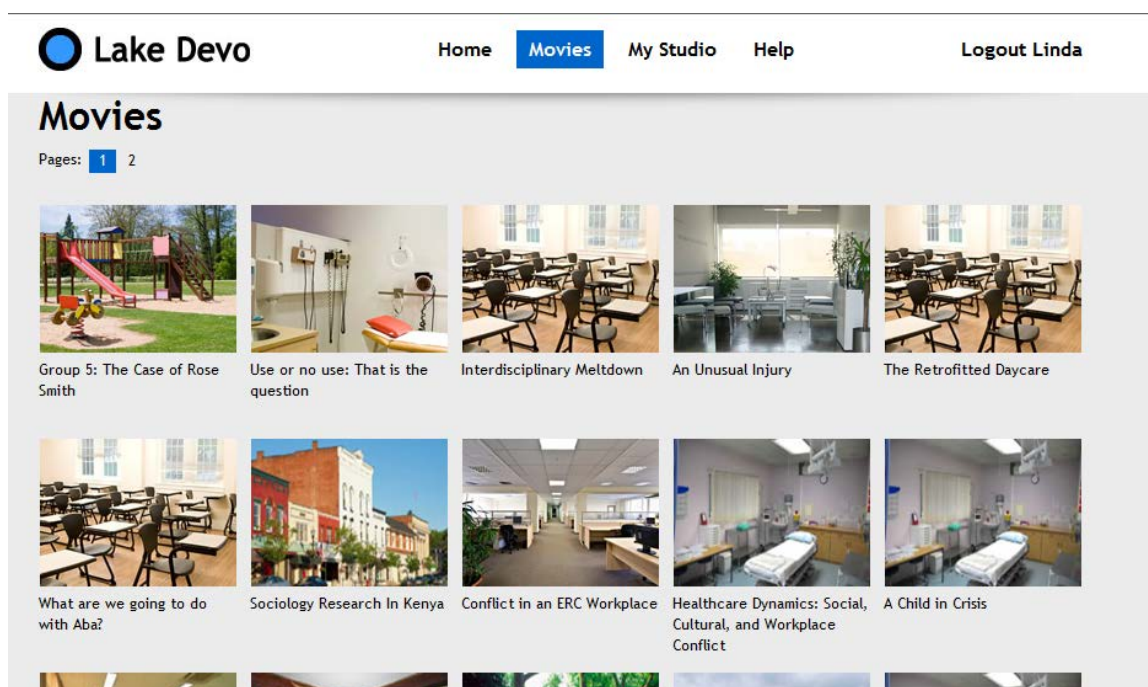 Lake Devo
Home Movies My Studio Help Logout Linda
Movies
Pages: 1 2
Group 5: The Case of Rose
Smith
Use or no use: That is the
question
Interdisciplinary Meltdown
An Unusual Injury
The Retrofitted Daycare
What are we going to do
with Aba?
Sociology Research In Kenya
Conflict in an ERC Workplace
Healthcare Dynamics: Social,
Cultural, and Workplace
Conflict
A Child in Crisis